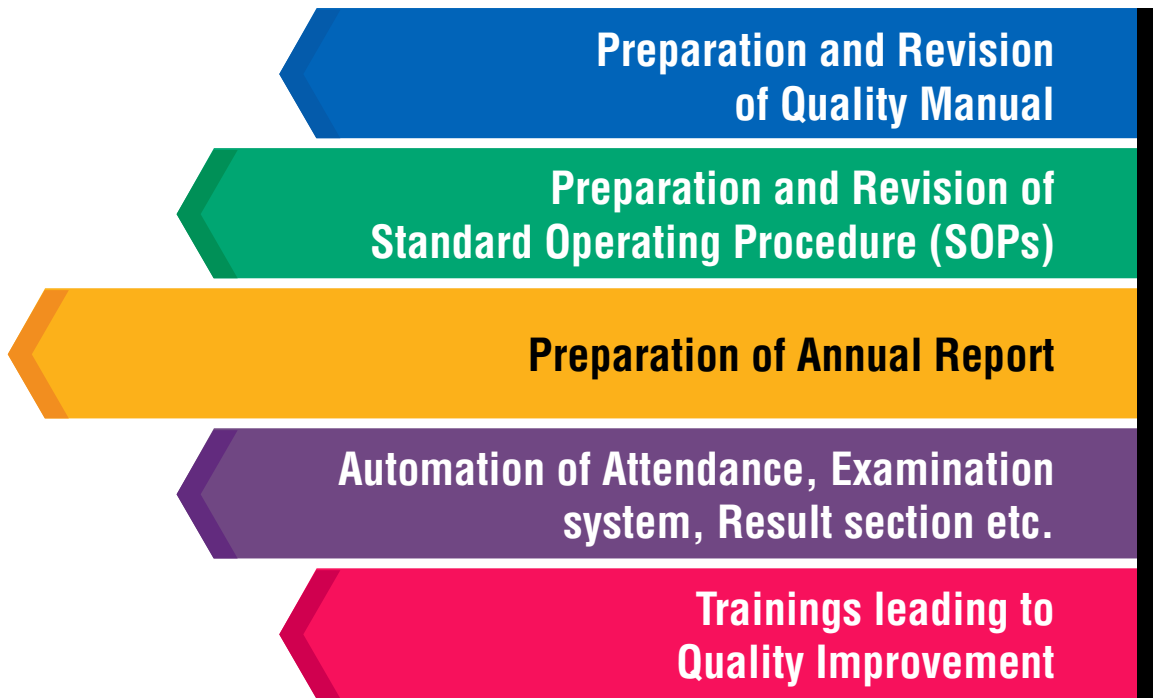 Preparation and Revision
of Quality Manual
Preparation and Revision of
Standard Operating Procedure (SOPs)
Preparation of Annual Report
Automation of Attendance, Examination
system, Result section etc.
Trainings leading to
Quality Improvement